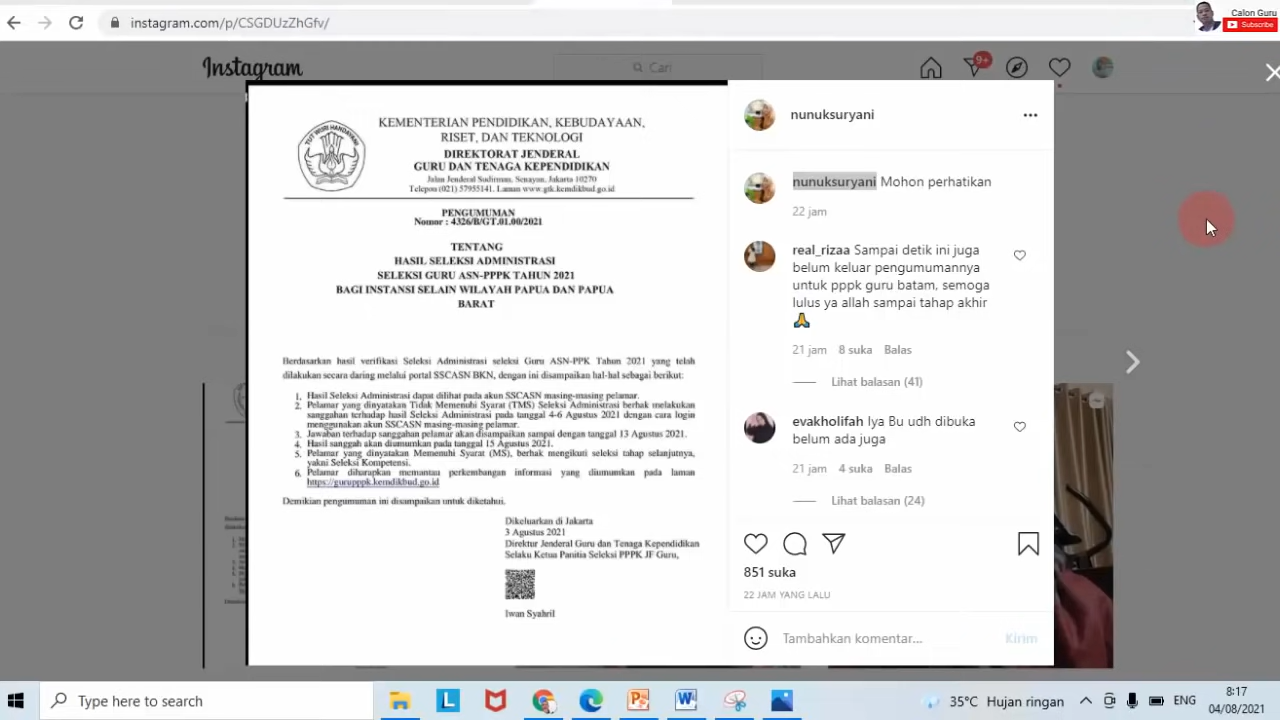 instagram.com/p/CSGDUzZhGfv/
Calon Guru
Subscribe
Instagram
Cari
9+
KEMENTERIAN PENDIDIKAN, KEBUDAYAAN,
RISET, DAN TEKNOLOGI
DIREKTORAT JENDERAL
GURU DAN TENAGA KEPENDIDIKAN
Jalan Jenderal Sudirman, Senayan, Jakarta 10270
Telepon (021) 57955141. Laman www.gtk.kemdikbud.go.id
PENGUMUMAN
Nomor : 4326/B/GT.01.00/2021
TENTANG
HASIL SELEKSI ADMINISTRASI
SELEKSI GURU ASN-PPPK TAHUN 2021
BAGI INSTANSI SELAIN WILAYAH PAPUA DAN PAPUA
BARAT
Berdasarkan hasil verifikasi Seleksi Administrasi seleksi Guru ASN-PPK Tahun 2021 yang telah
dilakukan secara daring melalui portal SSCASN BKN, dengan ini disampaikan hal-hal sebagai berikut:
1. Hasil Seleksi Administrasi dapat dilihat pada akun SSCASN masing-masing pelamar.
2. Pelamar yang dinyatakan Tidak Memenuhi Syarat (TMS) Seleksi Administrasi berhak melakukan
sanggahan terhadap hasil Seleksi Administrasi pada tanggal 4-6 Agustus 2021 dengan cara login
menggunakan akun SSCASN masing-masing pelamar.
3. Jawaban terhadap sanggahan pelamar akan disampaikan sampai dengan tanggal 13 Agustus 2021.
4. Hasil sanggah akan diumumkan pada tanggal 15 Agustus 2021.
5. Pelamar yang dinyatakan Memenuhi Syarat (MS), berhak mengikuti seleksi tahap selanjutnya,
yakni Seleksi Kompetensi.
6. Pelamar diharapkan memantau perkembangan informasi yang diumumkan pada laman
https://gurupppk.kemdikbud.go.id
Demikian pengumuman ini disampaikan untuk diketahui.
Dikeluarkan di Jakarta
3 Agustus 2021
Direktur Jenderal Guru dan Tenaga Kependidikan
Selaku Ketua Panitia Seleksi PPPK JF Guru,
Iwan Syahril
nunuksuryani
nunuksuryani Mohon perhatikan
22 jam
real_rizaa Sampai detik ini juga
belum keluar pengumumannya
untuk pppk guru batam, semoga
lulus ya allah sampai tahap akhir
🙏
21 jam 8 suka Balas
Lihat balasan (41)
evakholifah Iya Bu udh dibuka
belum ada juga
21 jam 4 suka Balas
Lihat balasan (24)
851 suka
22 JAM YANG LALU
Tambahkan komentar...
Kirim
Type here to search
35°C Hujan ringan
ENG
8:17
04/08/2021